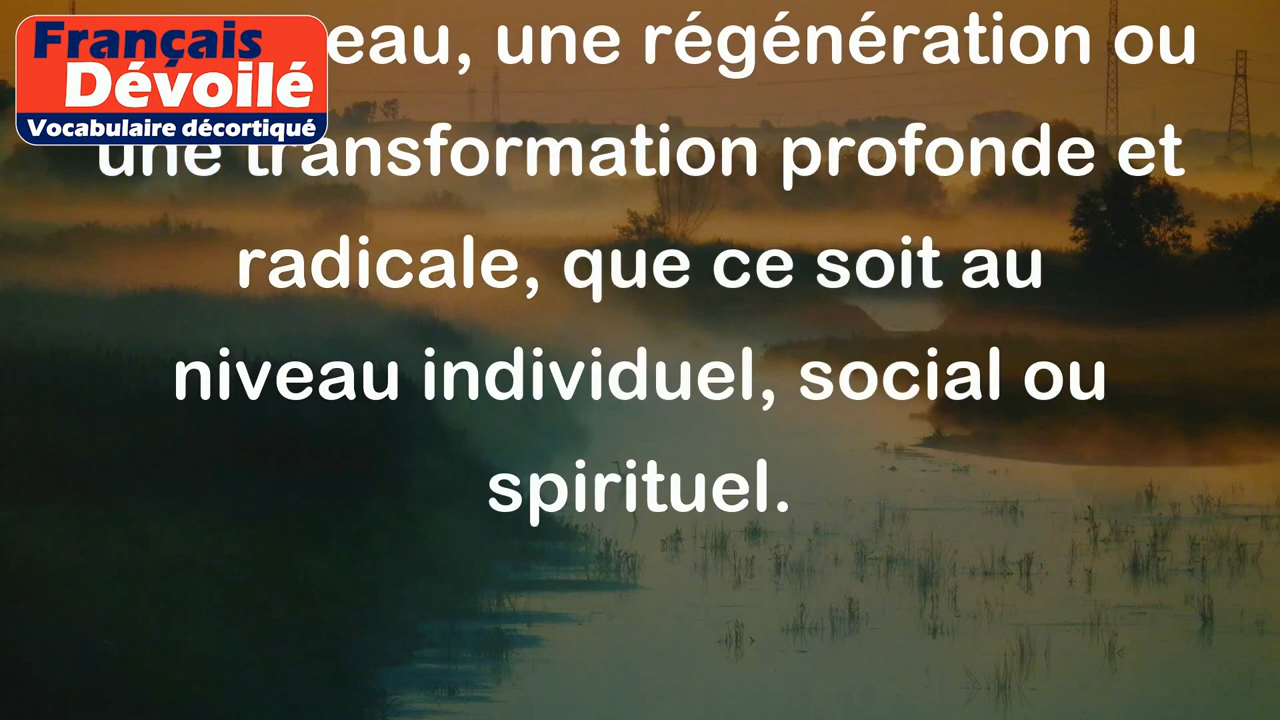 Français
Dévoilé
Vocabulaire décortiqué
eau, une régénération ou
une transformation profonde et
radicale, que ce soit au
niveau individuel, social ou
spirituel.